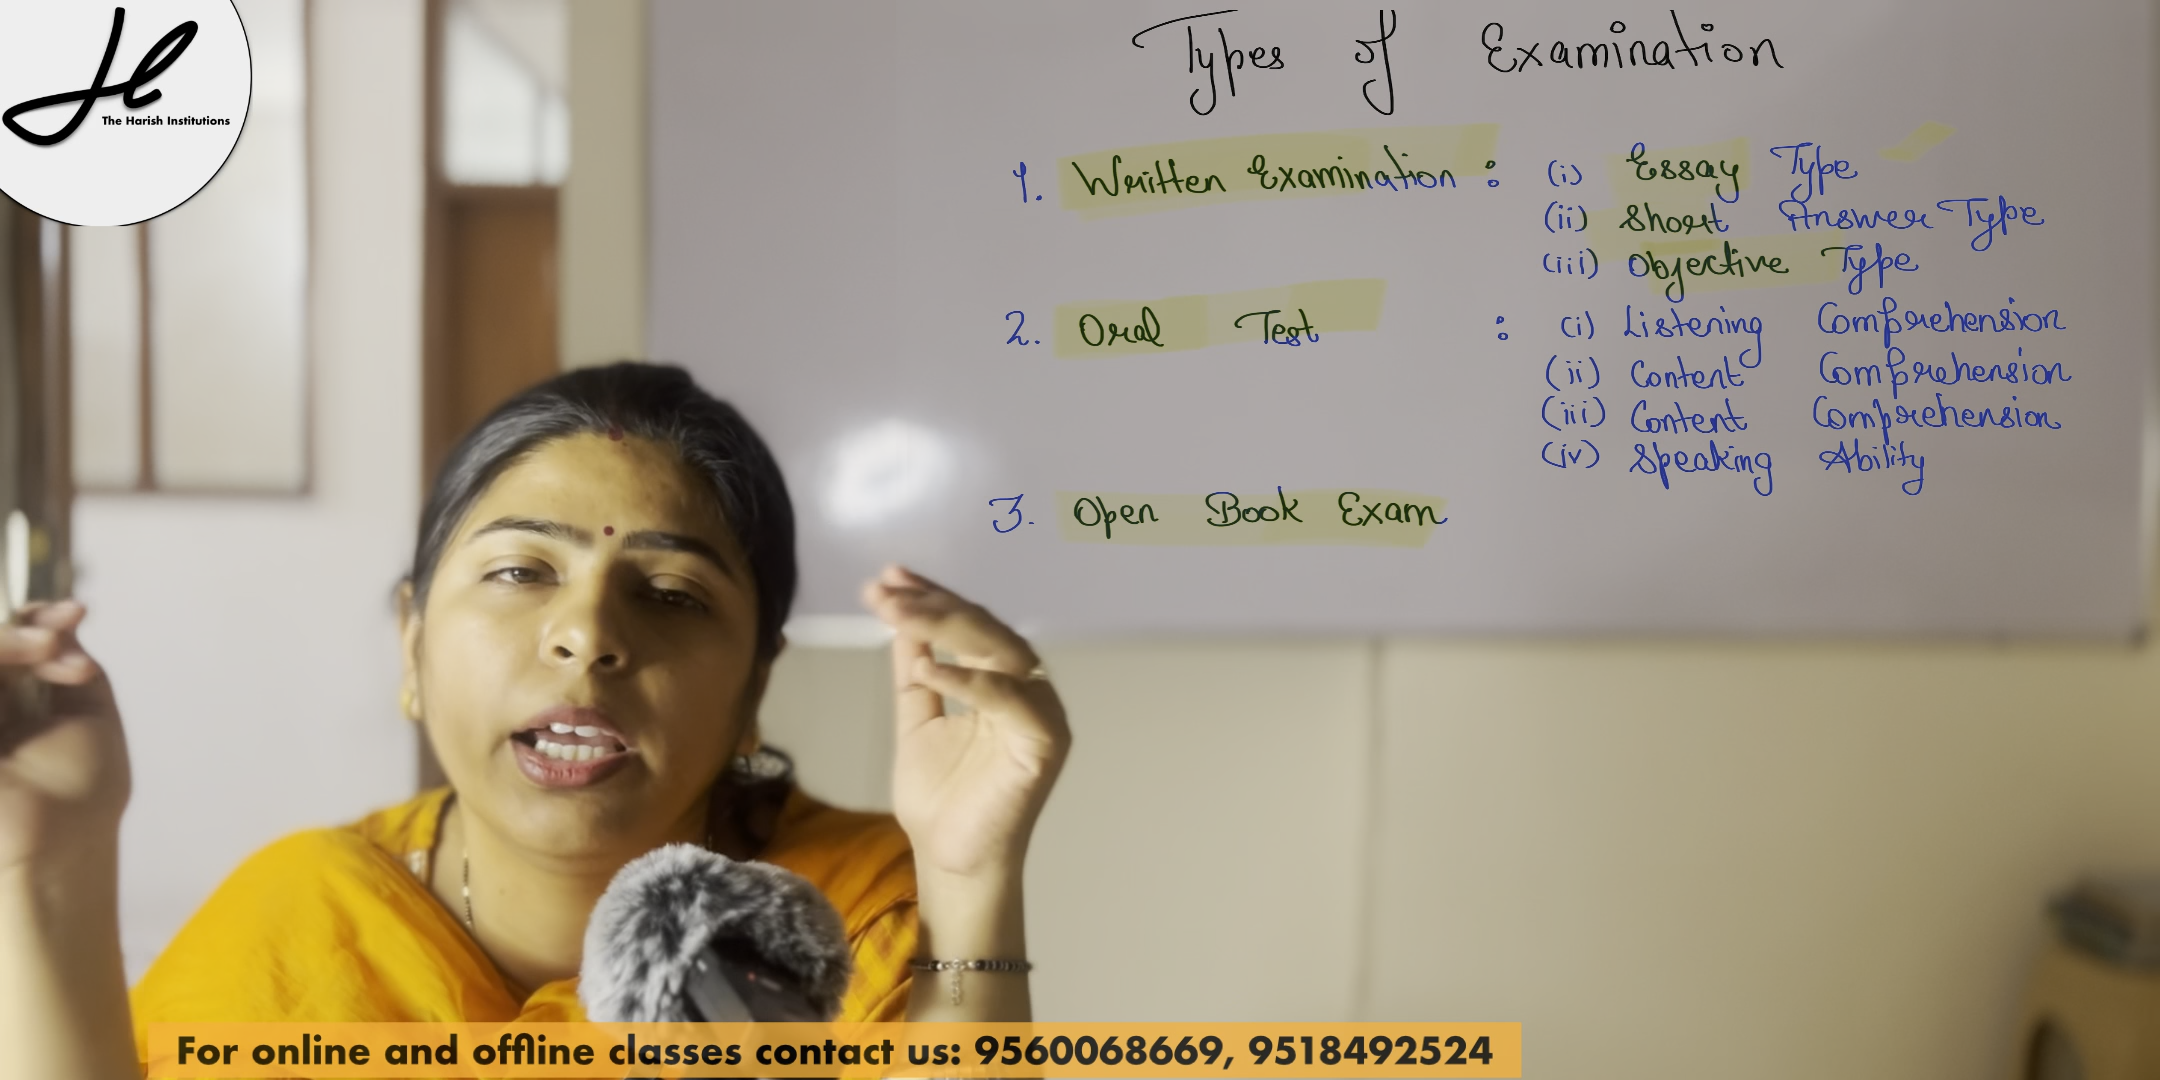 The Harish Institutions
Types of Examination
1. Written Examination : (i) Essay Type
(ii) Short Answer Type
(iii) Objective Type
2. Oral Test : (i) Listening Comprehension
(ii) Content Comprehension
(iii) Content Comprehension
(iv) Speaking Ability
3. Open Book Exam
For online and offline classes contact us: 9560068669, 9518492524